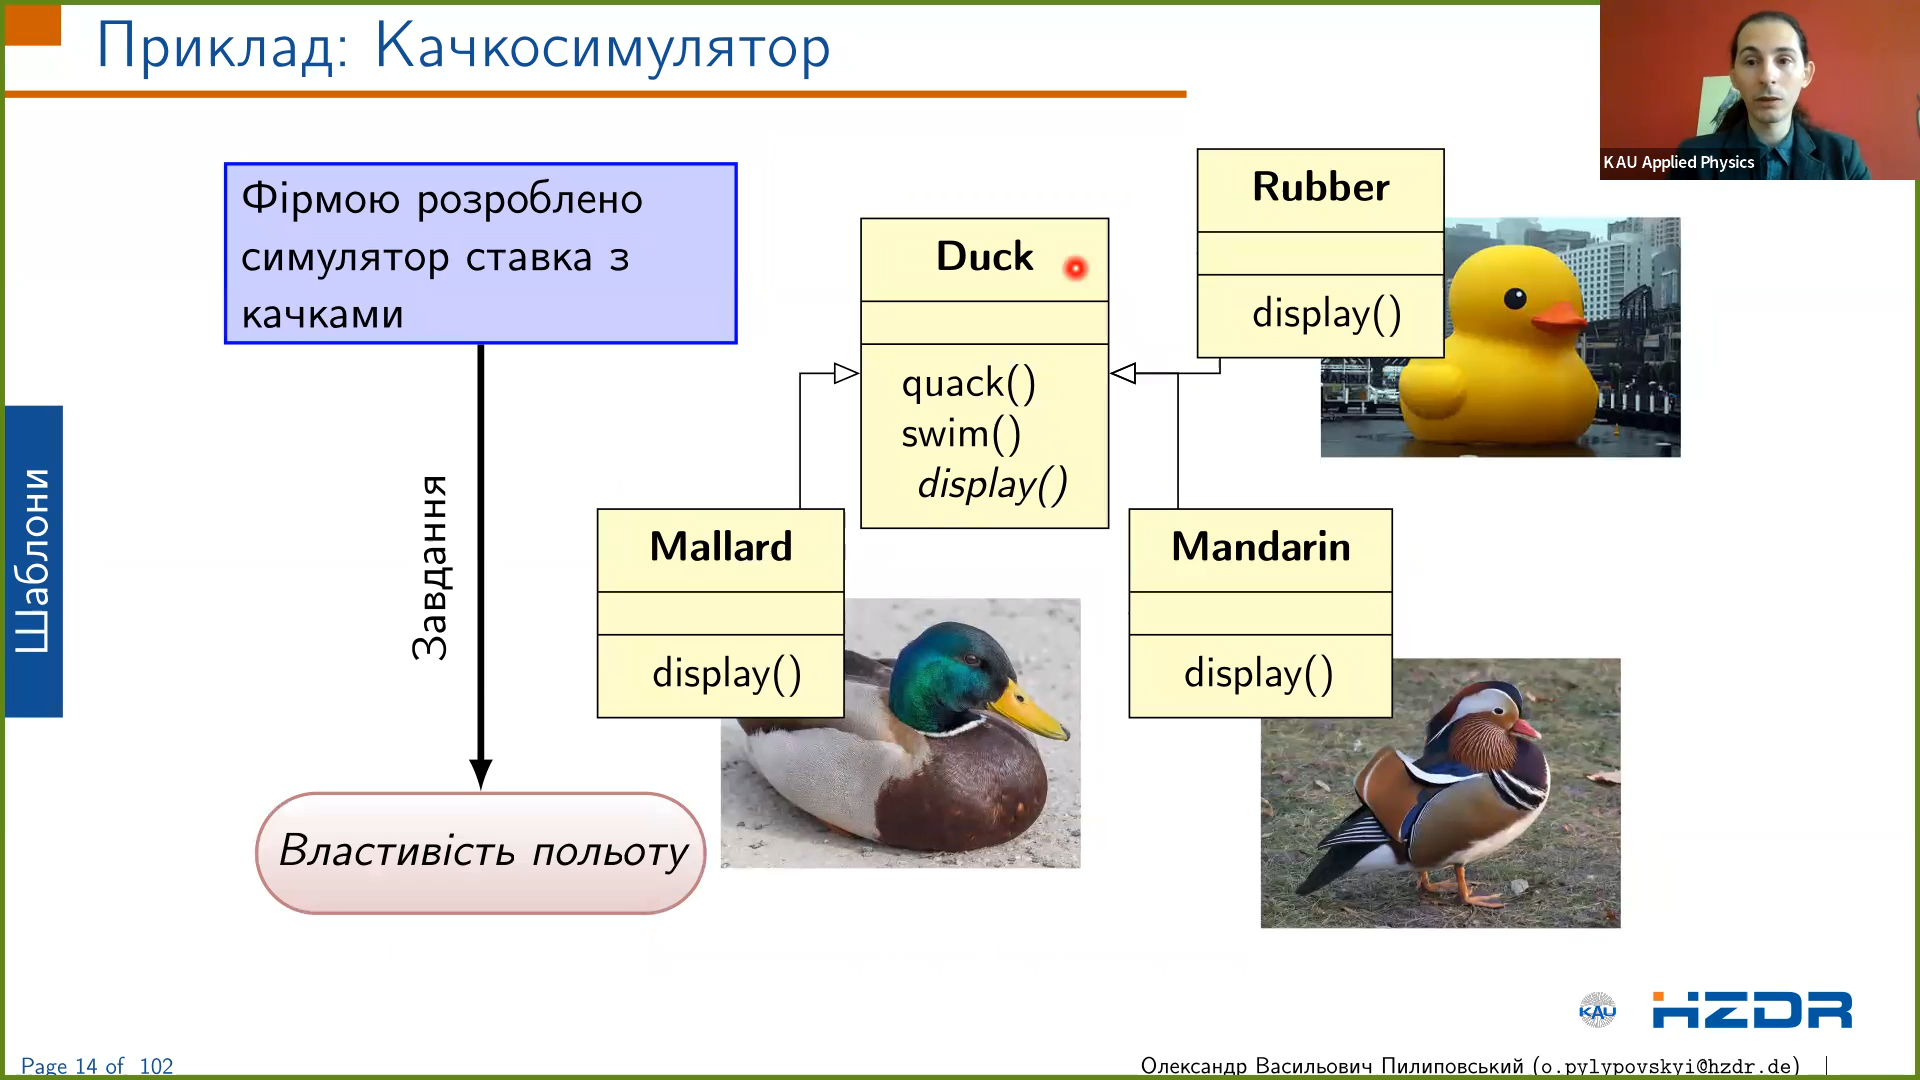 Приклад: Качкосимулятор
KAU Applied Physics
Фірмою розроблено
симулятор ставка з
качками
Завдання
Властивість польоту
Шаблони
Duck
quack()
swim()
display()
Rubber
display()
MARINA
Mallard
display()
Mandarin
display()
KAU
HZDR
Page 14 of 102
Олександр Васильович Пилиповський (o.pylypovskyi@hzdr.de)